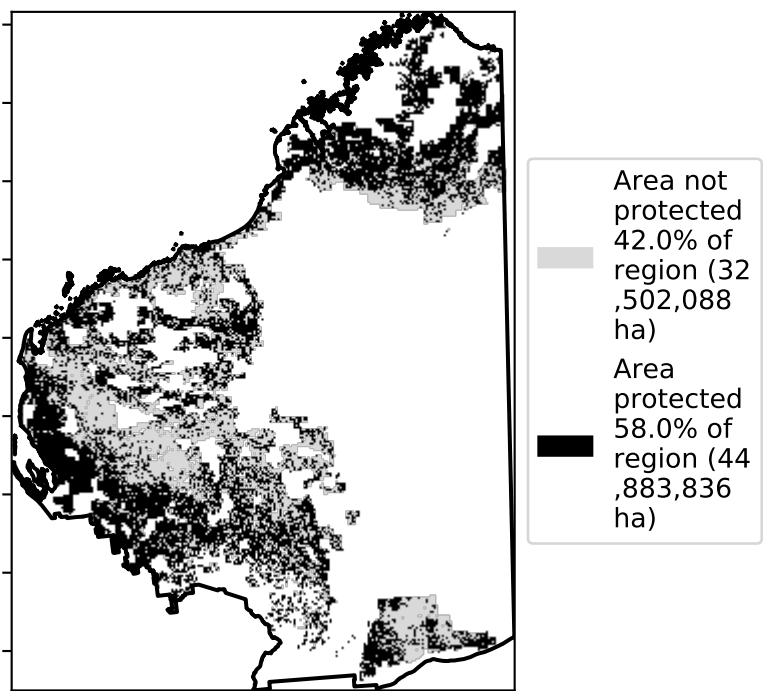 Area not
protected
42.0% of
region (32
,502,088
ha)
Area
protected
58.0% of
region (44
,883,836
ha)